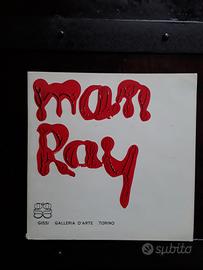 man
Ray
GISSI GALLERIA D'ARTE TORINO
subito